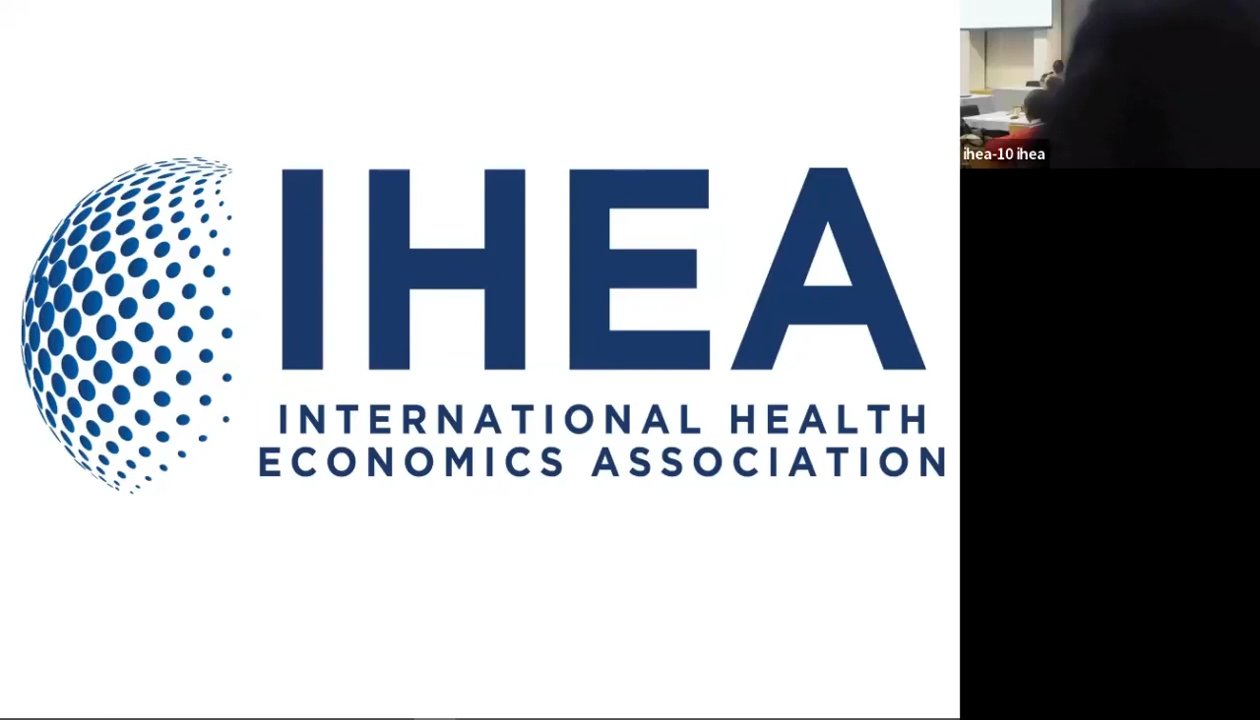 IHEA
INTERNATIONAL HEALTH
ECONOMICS ASSOCIATION
ihea-10 ihea